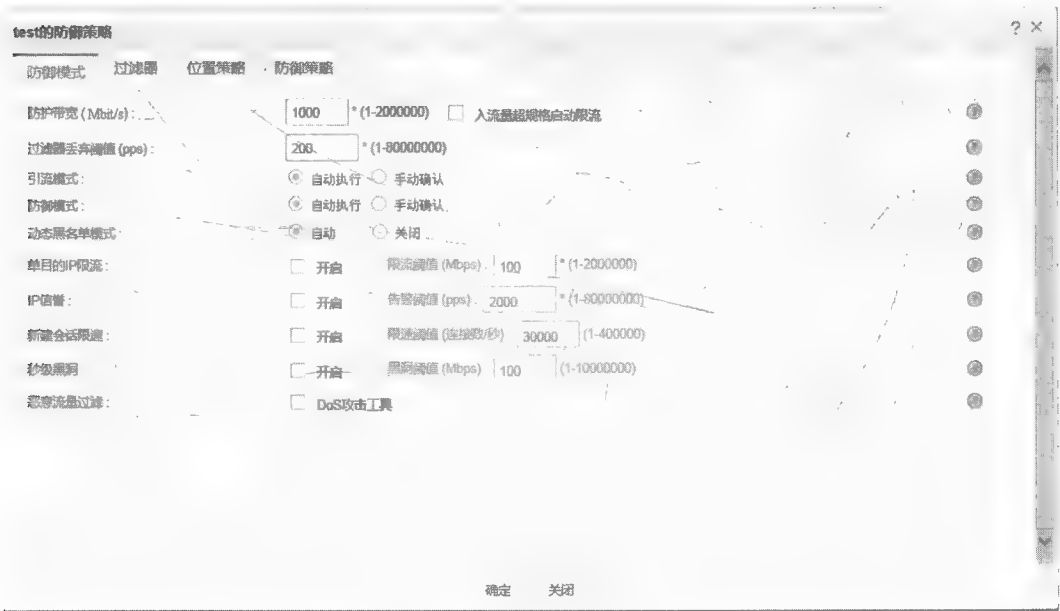 test的防御策略 ? ×
防御模式 过滤器 位置策略 防御策略
防护带宽 (Mbit/s) : 1000 * (1-2000000) 入流量超规格自动限流
过滤器丢弃阈值 (pps) : 200 * (1-80000000)
引流模式 : 自动执行 手动确认
防御模式 : 自动执行 手动确认
动态黑名单模式 : 自动 关闭
单目的IP限流 : 开启 限流阈值 (Mbps) : 100 * (1-2000000)
IP信誉 : 开启 告警阈值 (pps) : 2000 * (1-80000000)
新建会话限速 : 开启 限速阈值 (连接数/秒) 30000 (1-400000)
秒级黑洞 开启 黑洞阈值 (Mbps) 100 (1-10000000)
恶意流量过滤 : DoS攻击工具
确定 关闭